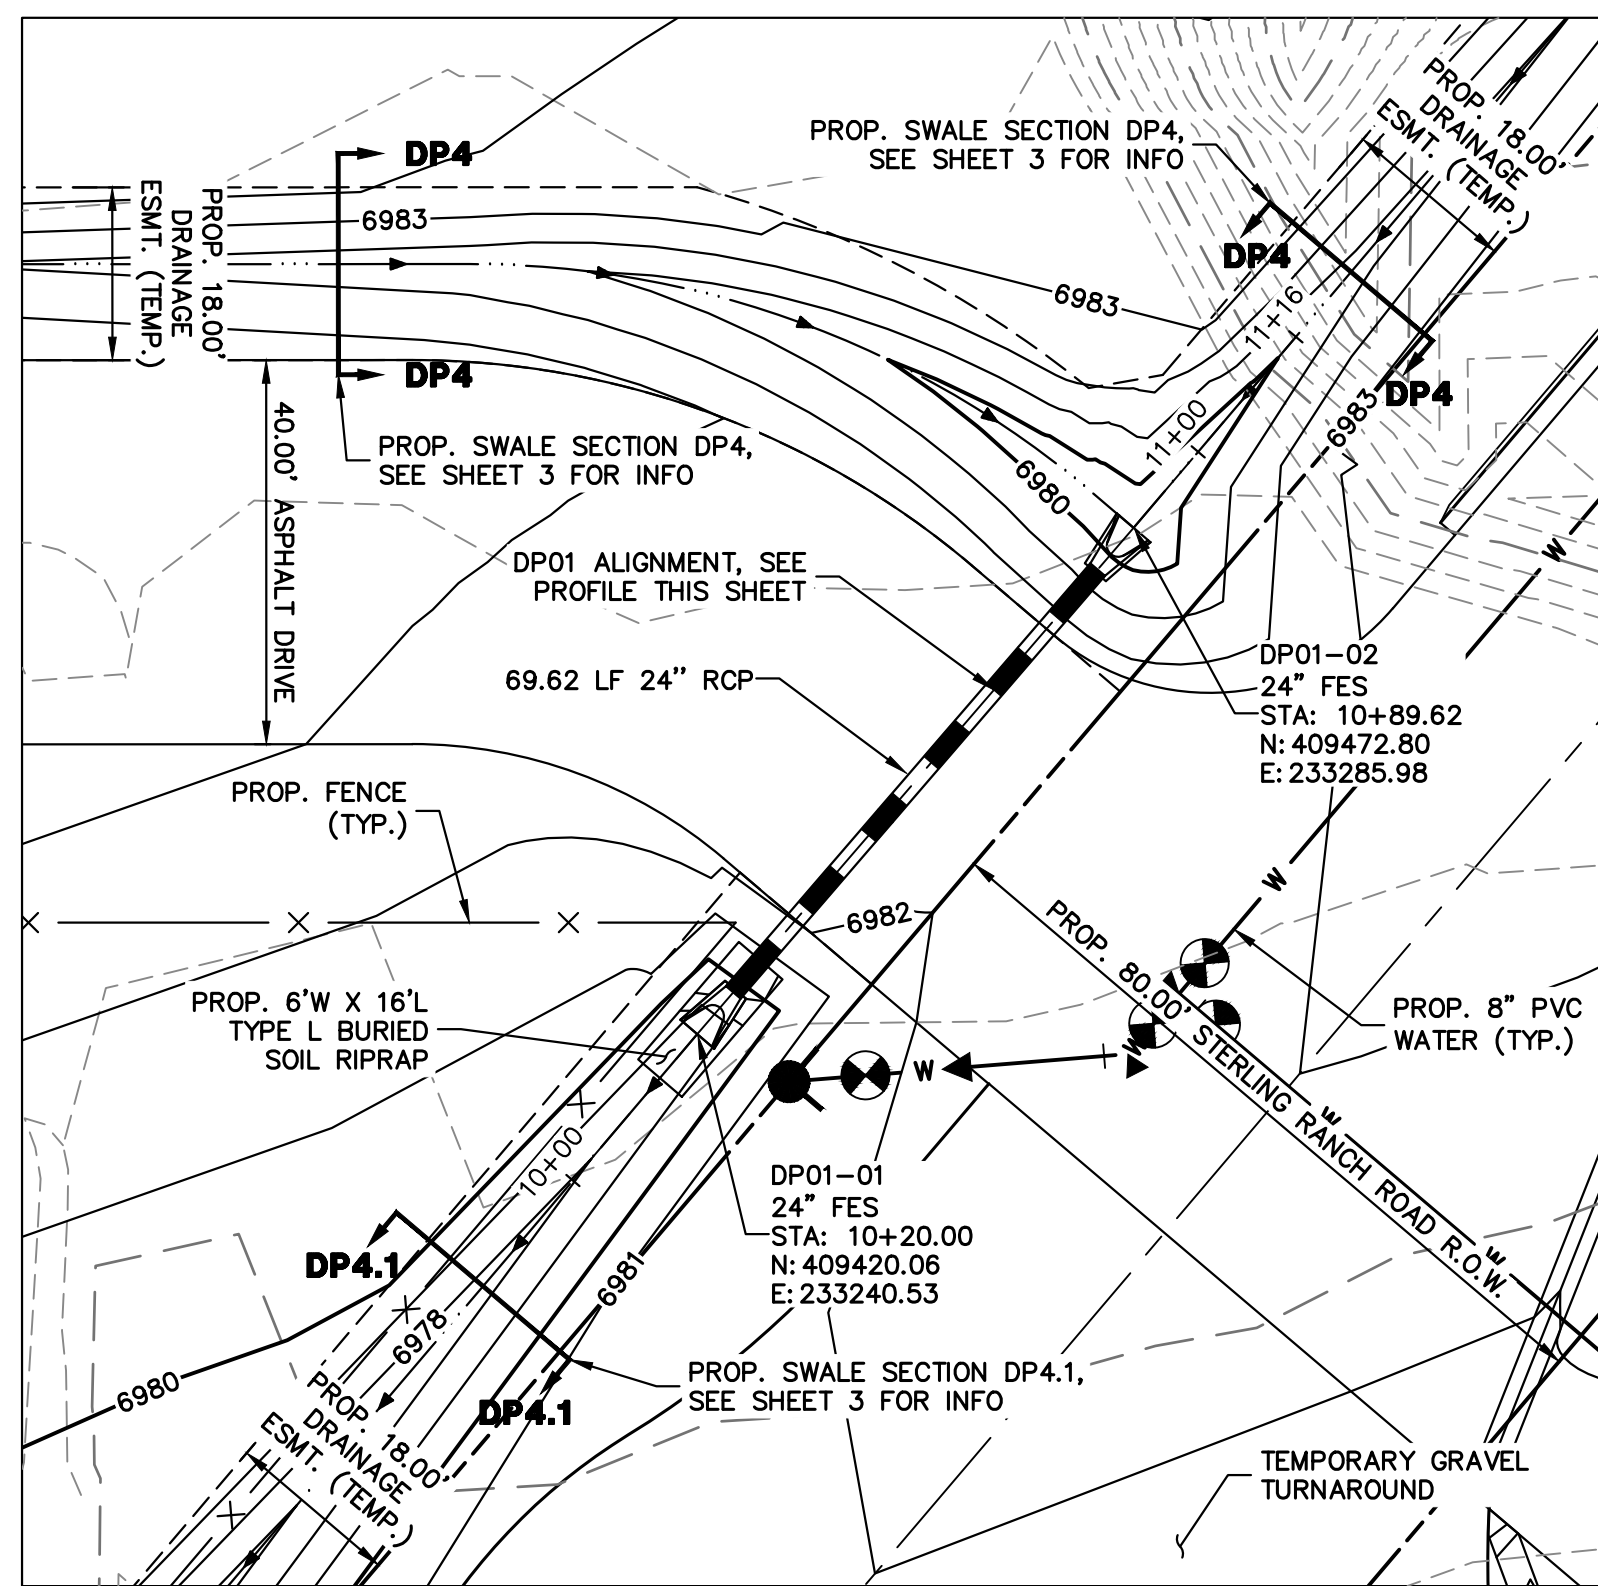 PROP. SWALE SECTION DP4,
SEE SHEET 3 FOR INFO
PROP. 18.00'
DRAINAGE
ESMT. (TEMP.)
DP4
DP4
DP4
DP4
PROP. 18.00'
DRAINAGE
ESMT. (TEMP.)
6983
6983
6983
11+16
11+00
6980
40.00' ASPHALT DRIVE
PROP. SWALE SECTION DP4,
SEE SHEET 3 FOR INFO
DP01 ALIGNMENT, SEE
PROFILE THIS SHEET
69.62 LF 24" RCP
DP01-02
24" FES
STA: 10+89.62
N: 409472.80
E: 233285.98
PROP. FENCE
(TYP.)
6982
W
W
PROP. 6'W X 16'L
TYPE L BURIED
SOIL RIPRAP
PROP. 8" PVC
WATER (TYP.)
W
W
W
W
PROP. 80.00' STERLING RANCH ROAD R.O.W.
10+00
DP01-01
24" FES
STA: 10+20.00
N: 409420.06
E: 233240.53
DP4.1
DP4.1
6981
6978
6980
PROP. SWALE SECTION DP4.1,
SEE SHEET 3 FOR INFO
PROP. 18.00'
DRAINAGE
ESMT. (TEMP.)
TEMPORARY GRAVEL
TURNAROUND